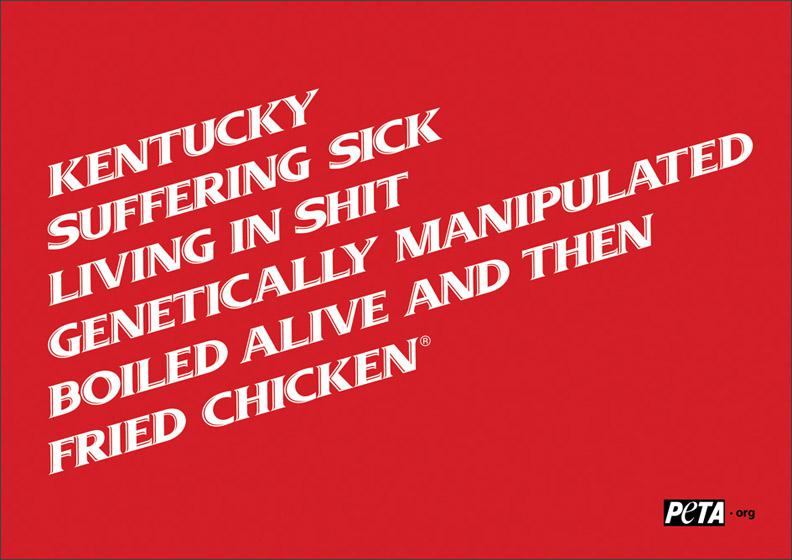 KENTUCKY
SUFFERING SICK
LIVING IN SHIT
GENETICALLY MANIPULATED
BOILED ALIVE AND THEN
FRIED CHICKEN®
PETA • org